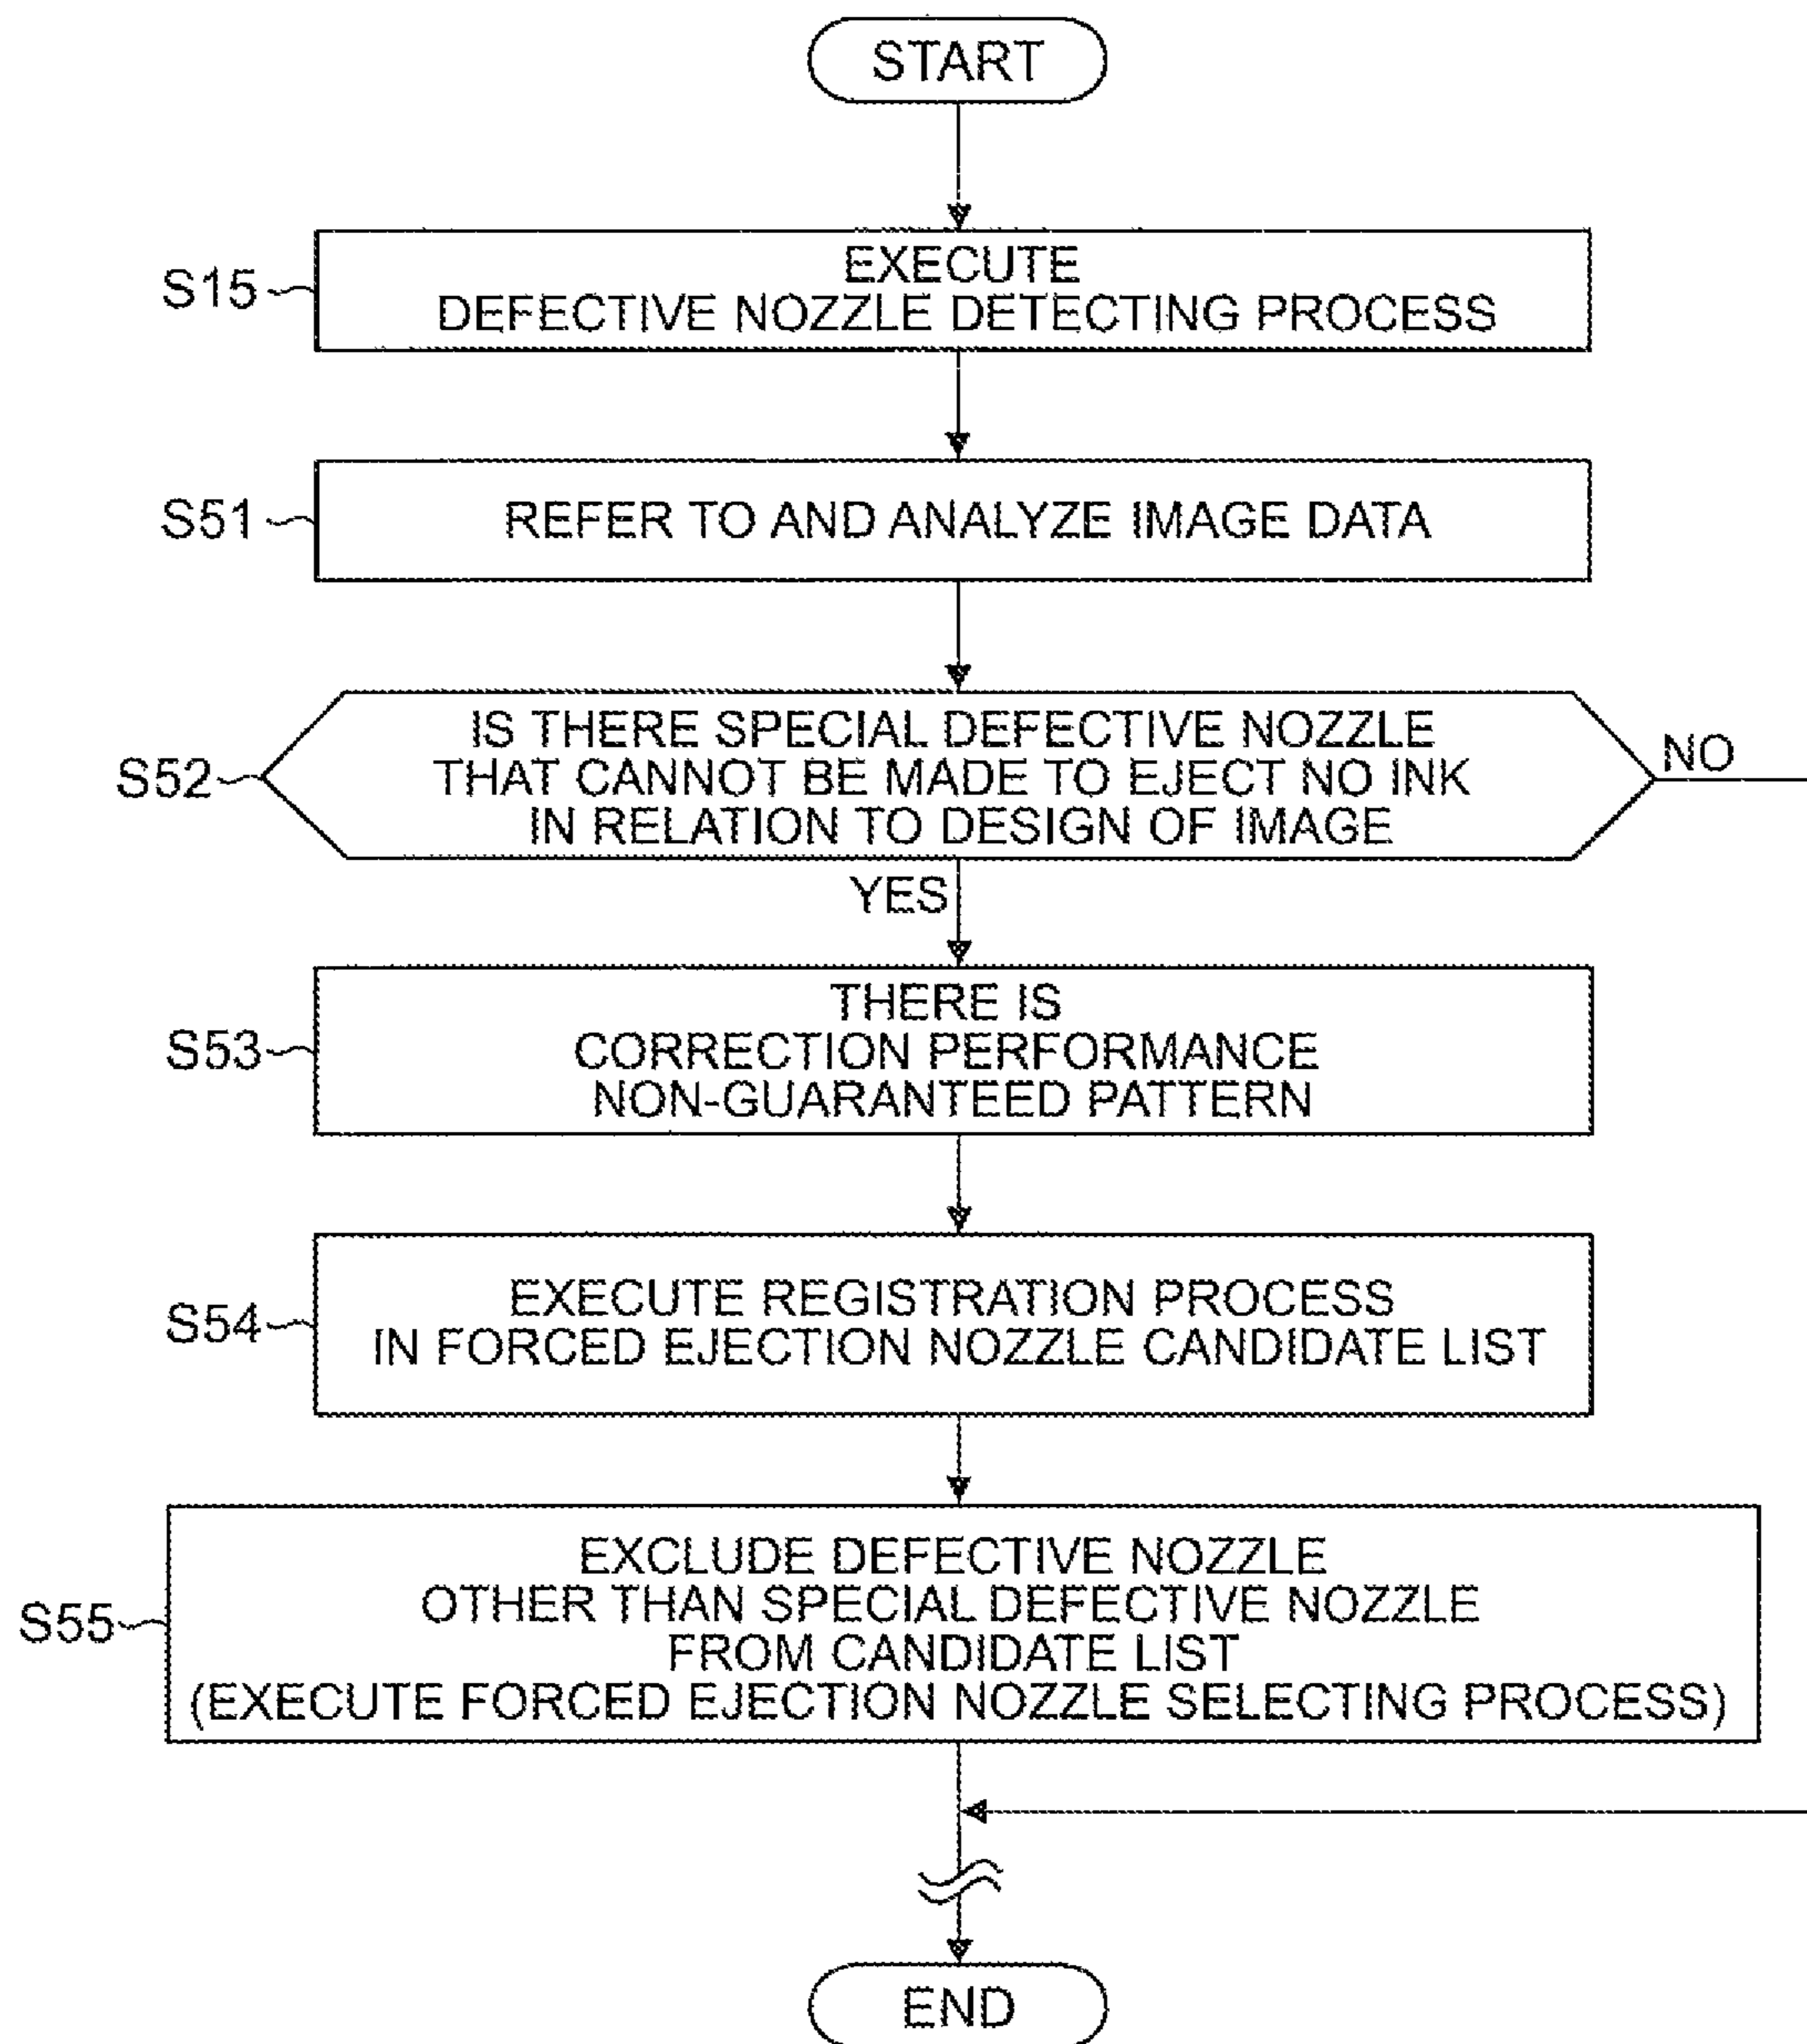 START
S15
EXECUTE
DEFECTIVE NOZZLE DETECTING PROCESS
S51
REFER TO AND ANALYZE IMAGE DATA
S52
IS THERE SPECIAL DEFECTIVE NOZZLE
THAT CANNOT BE MADE TO EJECT NO INK
IN RELATION TO DESIGN OF IMAGE
NO
YES
S53
THERE IS
CORRECTION PERFORMANCE
NON-GUARANTEED PATTERN
S54
EXECUTE REGISTRATION PROCESS
IN FORCED EJECTION NOZZLE CANDIDATE LIST
S55
EXCLUDE DEFECTIVE NOZZLE
OTHER THAN SPECIAL DEFECTIVE NOZZLE
FROM CANDIDATE LIST
(EXECUTE FORCED EJECTION NOZZLE SELECTING PROCESS)
END